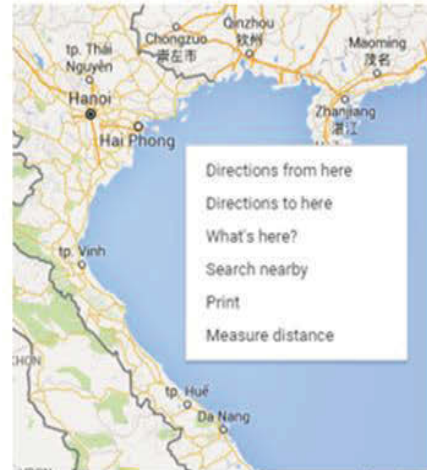 Qinzhou
钦州
Chongzuo
崇左市
Maoming
茂名
tp. Thái
Nguyên
Hanoi
Zhanjiang
湛江
Hai Phong
Directions from here
Directions to here
What's here?
Search nearby
Print
Measure distance
tp. Vinh
tp. Huế
Da Nang